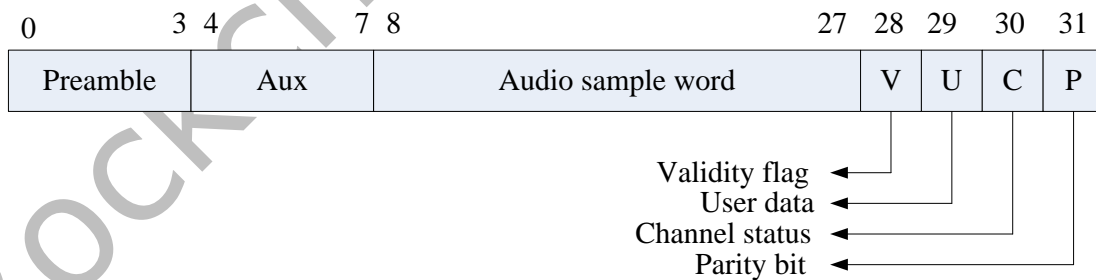 0 3 4 7 8 27 28 29 30 31
Preamble Aux Audio sample word V U C P
Validity flag
User data
Channel status
Parity bit